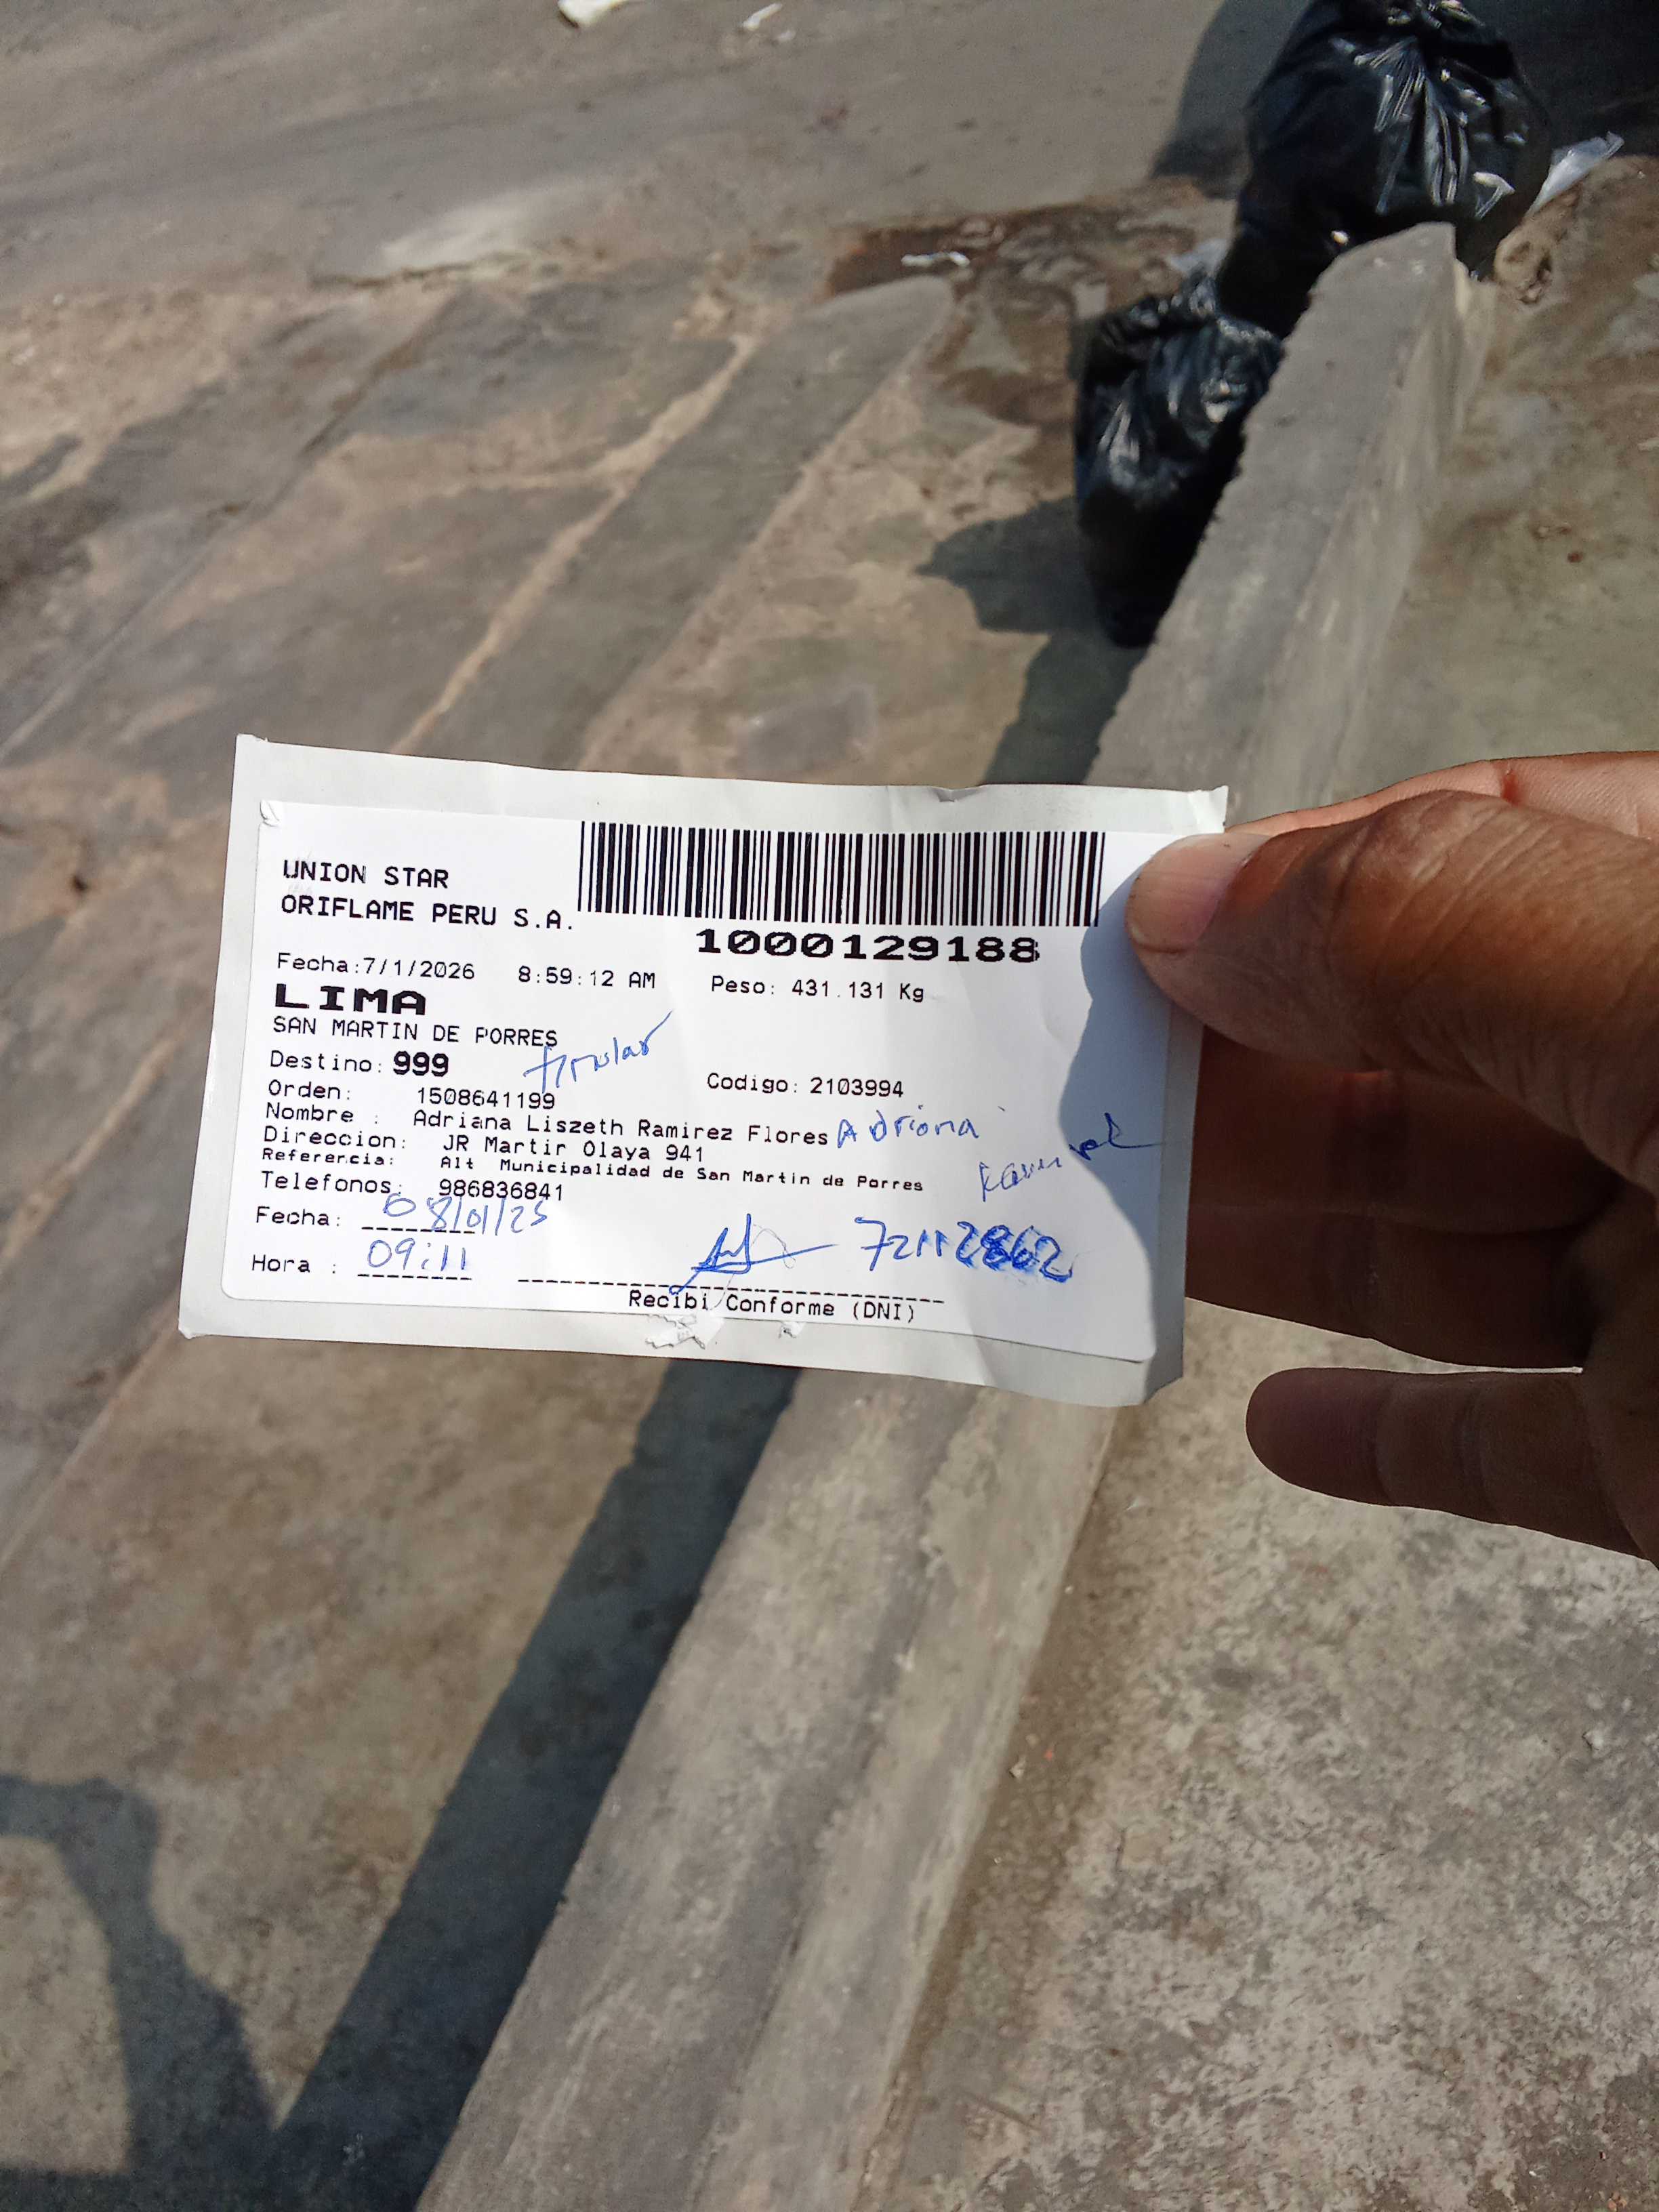 UNION STAR
ORIFLAME PERU S.A.
1000129188
Fecha:7/1/2026 8:59:12 AM Peso: 431.131 Kg
LIMA
SAN MARTIN DE PORRES
titular
Destino: 999 Codigo: 2103994
Orden: 1508641199
Nombre : Adriana Liszeth Ramirez Flores Adriana
Direccion: JR Martir Olaya 941
Referencia: Alt Municipalidad de San Martin de Porres
Telefonos: 986836841
Fecha: 08/01/25
Hora : 09:11 72112862
Recibi Conforme (DNI)